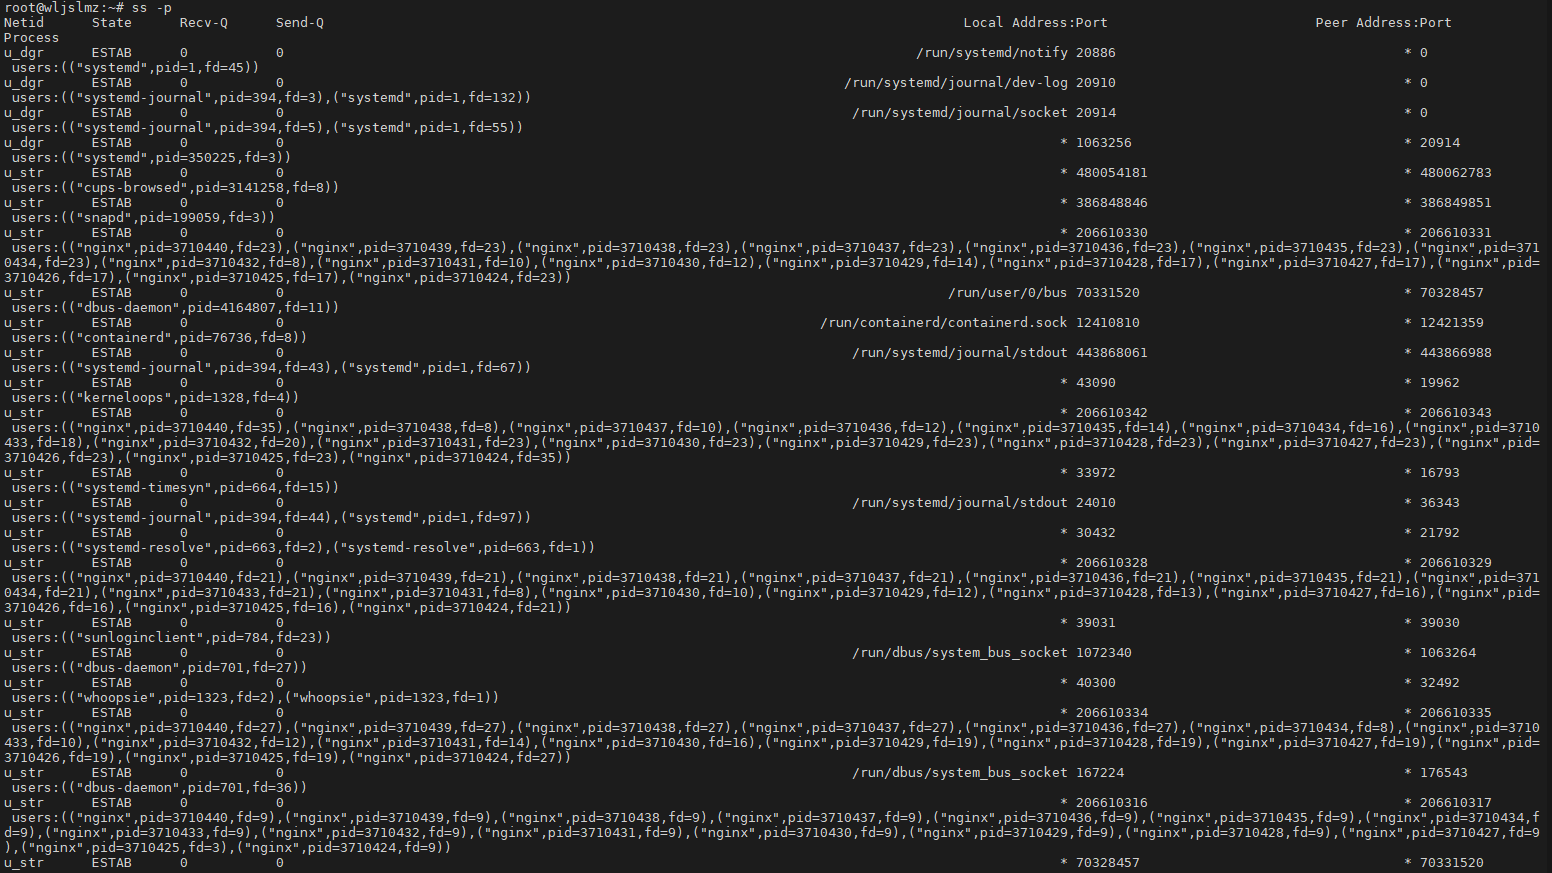 root@wljslmz:~# ss -p
Netid      State      Recv-Q      Send-Q                                                                                Local Address:Port                          Peer Address:Port
Process
u_dgr      ESTAB      0           0                                                                               /run/systemd/notify 20886                                    * 0
 users:(("systemd",pid=1,fd=45))
u_dgr      ESTAB      0           0                                                                      /run/systemd/journal/dev-log 20910                                    * 0
 users:(("systemd-journal",pid=394,fd=3),("systemd",pid=1,fd=132))
u_dgr      ESTAB      0           0                                                                       /run/systemd/journal/socket 20914                                    * 0
 users:(("systemd-journal",pid=394,fd=5),("systemd",pid=1,fd=55))
u_dgr      ESTAB      0           0                                                                                                 * 1063256                                  * 20914
 users:(("systemd",pid=350225,fd=3))
u_str      ESTAB      0           0                                                                                                 * 480054181                                * 480062783
 users:(("cups-browsed",pid=3141258,fd=8))
u_str      ESTAB      0           0                                                                                                 * 386848846                                * 386849851
 users:(("snapd",pid=199059,fd=3))
u_str      ESTAB      0           0                                                                                                 * 206610330                                * 206610331
 users:(("nginx",pid=3710440,fd=23),("nginx",pid=3710439,fd=23),("nginx",pid=3710438,fd=23),("nginx",pid=3710437,fd=23),("nginx",pid=3710436,fd=23),("nginx",pid=3710435,fd=23),("nginx",pid=371
0434,fd=23),("nginx",pid=3710432,fd=8),("nginx",pid=3710431,fd=10),("nginx",pid=3710430,fd=12),("nginx",pid=3710429,fd=14),("nginx",pid=3710428,fd=17),("nginx",pid=3710427,fd=17),("nginx",pid=
3710426,fd=17),("nginx",pid=3710425,fd=17),("nginx",pid=3710424,fd=23))
u_str      ESTAB      0           0                                                                                   /run/user/0/bus 70331520                                 * 70328457
 users:(("dbus-daemon",pid=4164807,fd=11))
u_str      ESTAB      0           0                                                                   /run/containerd/containerd.sock 12410810                                 * 12421359
 users:(("containerd",pid=76736,fd=8))
u_str      ESTAB      0           0                                                                       /run/systemd/journal/stdout 443868061                                * 443866988
 users:(("systemd-journal",pid=394,fd=43),("systemd",pid=1,fd=67))
u_str      ESTAB      0           0                                                                                                 * 43090                                    * 19962
 users:(("kerneloops",pid=1328,fd=4))
u_str      ESTAB      0           0                                                                                                 * 206610342                                * 206610343
 users:(("nginx",pid=3710440,fd=35),("nginx",pid=3710438,fd=8),("nginx",pid=3710437,fd=10),("nginx",pid=3710436,fd=12),("nginx",pid=3710435,fd=14),("nginx",pid=3710434,fd=16),("nginx",pid=3710
433,fd=18),("nginx",pid=3710432,fd=20),("nginx",pid=3710431,fd=23),("nginx",pid=3710430,fd=23),("nginx",pid=3710429,fd=23),("nginx",pid=3710428,fd=23),("nginx",pid=3710427,fd=23),("nginx",pid=
3710426,fd=23),("nginx",pid=3710425,fd=23),("nginx",pid=3710424,fd=35))
u_str      ESTAB      0           0                                                                                                 * 33972                                    * 16793
 users:(("systemd-timesyn",pid=664,fd=15))
u_str      ESTAB      0           0                                                                       /run/systemd/journal/stdout 24010                                    * 36343
 users:(("systemd-journal",pid=394,fd=44),("systemd",pid=1,fd=97))
u_str      ESTAB      0           0                                                                                                 * 30432                                    * 21792
 users:(("systemd-resolve",pid=663,fd=2),("systemd-resolve",pid=663,fd=1))
u_str      ESTAB      0           0                                                                                                 * 206610328                                * 206610329
 users:(("nginx",pid=3710440,fd=21),("nginx",pid=3710439,fd=21),("nginx",pid=3710438,fd=21),("nginx",pid=3710437,fd=21),("nginx",pid=3710436,fd=21),("nginx",pid=3710435,fd=21),("nginx",pid=371
0434,fd=21),("nginx",pid=3710433,fd=21),("nginx",pid=3710431,fd=8),("nginx",pid=3710430,fd=10),("nginx",pid=3710429,fd=12),("nginx",pid=3710428,fd=13),("nginx",pid=3710427,fd=16),("nginx",pid=
3710426,fd=16),("nginx",pid=3710425,fd=16),("nginx",pid=3710424,fd=21))
u_str      ESTAB      0           0                                                                                                 * 39031                                    * 39030
 users:(("sunloginclient",pid=784,fd=23))
u_str      ESTAB      0           0                                                                       /run/dbus/system_bus_socket 1072340                                  * 1063264
 users:(("dbus-daemon",pid=701,fd=27))
u_str      ESTAB      0           0                                                                                                 * 40300                                    * 32492
 users:(("whoopsie",pid=1323,fd=2),("whoopsie",pid=1323,fd=1))
u_str      ESTAB      0           0                                                                                                 * 206610334                                * 206610335
 users:(("nginx",pid=3710440,fd=27),("nginx",pid=3710439,fd=27),("nginx",pid=3710438,fd=27),("nginx",pid=3710437,fd=27),("nginx",pid=3710436,fd=27),("nginx",pid=3710434,fd=8),("nginx",pid=3710
433,fd=10),("nginx",pid=3710432,fd=12),("nginx",pid=3710431,fd=14),("nginx",pid=3710430,fd=16),("nginx",pid=3710429,fd=19),("nginx",pid=3710428,fd=19),("nginx",pid=3710427,fd=19),("nginx",pid=
3710426,fd=19),("nginx",pid=3710425,fd=19),("nginx",pid=3710424,fd=27))
u_str      ESTAB      0           0                                                                       /run/dbus/system_bus_socket 167224                                   * 176543
 users:(("dbus-daemon",pid=701,fd=36))
u_str      ESTAB      0           0                                                                                                 * 206610316                                * 206610317
 users:(("nginx",pid=3710440,fd=9),("nginx",pid=3710439,fd=9),("nginx",pid=3710438,fd=9),("nginx",pid=3710437,fd=9),("nginx",pid=3710436,fd=9),("nginx",pid=3710435,fd=9),("nginx",pid=3710434,f
d=9),("nginx",pid=3710433,fd=9),("nginx",pid=3710432,fd=9),("nginx",pid=3710431,fd=9),("nginx",pid=3710430,fd=9),("nginx",pid=3710429,fd=9),("nginx",pid=3710428,fd=9),("nginx",pid=3710427,fd=9
),("nginx",pid=3710425,fd=3),("nginx",pid=3710424,fd=9))
u_str      ESTAB      0           0                                                                                                 * 70328457                                 * 70331520